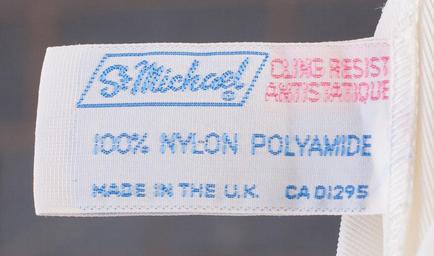 St Michael ®
CLING RESIST
ANTISTATIQUE
100% NYLON POLYAMIDE
MADE IN THE U.K. CA 01295